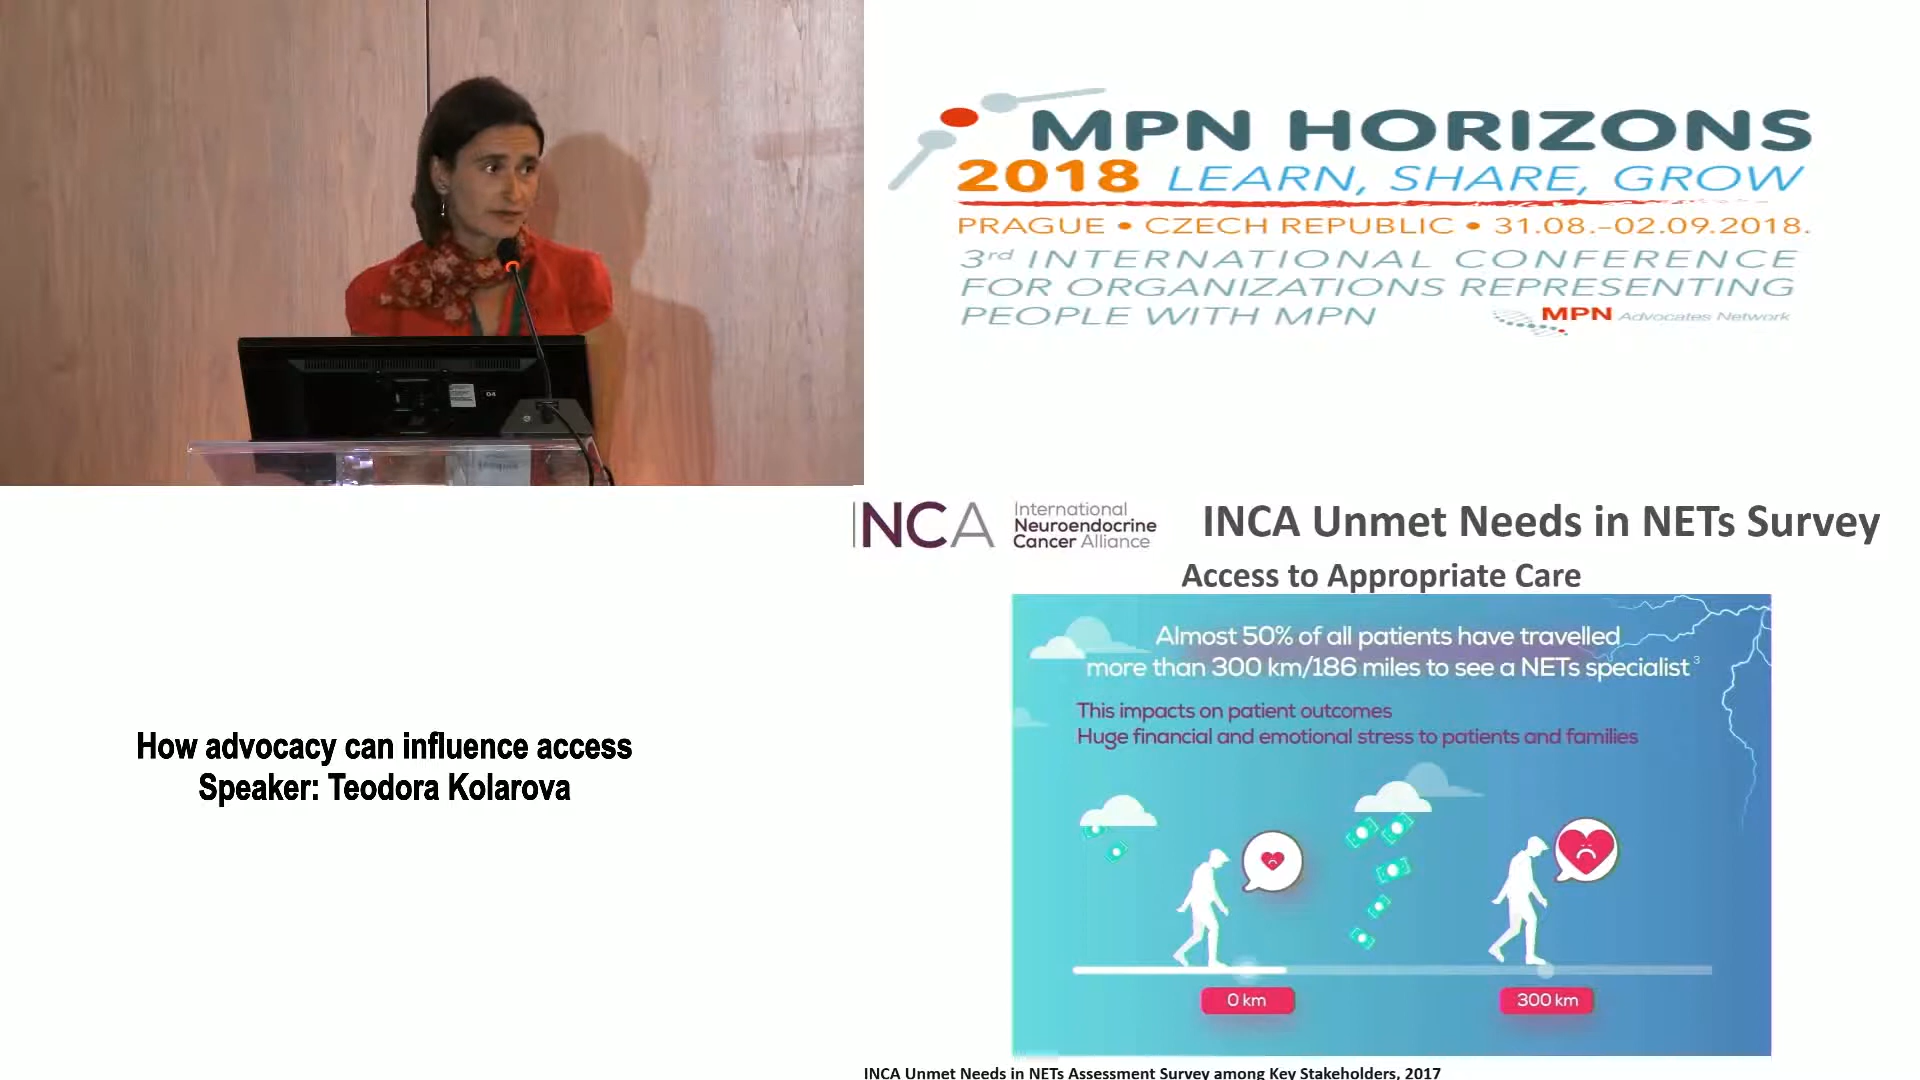 MPN HORIZONS
2018 LEARN, SHARE, GROW
PRAGUE • CZECH REPUBLIC • 31.08.–02.09.2018.
3rd INTERNATIONAL CONFERENCE
FOR ORGANIZATIONS REPRESENTING
PEOPLE WITH MPN
MPN Advocates Network
04
INCA
International
Neuroendocrine
Cancer Alliance
INCA Unmet Needs in NETs Survey
Access to Appropriate Care
Almost 50% of all patients have travelled
more than 300 km/186 miles to see a NETs specialist 3
This impacts on patient outcomes
Huge financial and emotional stress to patients and families
0 km
300 km
INCA Unmet Needs in NETs Assessment Survey among Key Stakeholders, 2017
How advocacy can influence access
Speaker: Teodora Kolarova